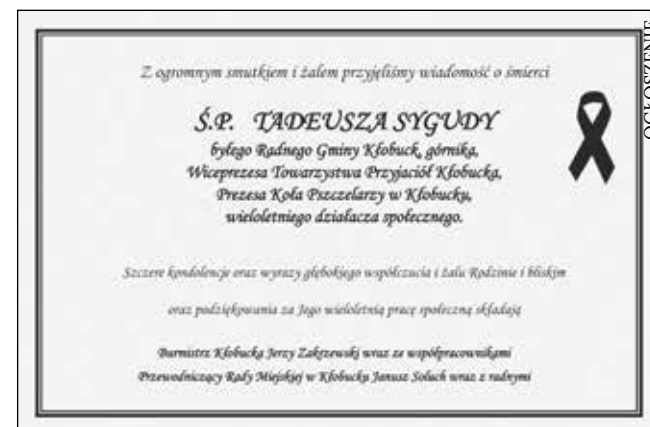 Z ogromnym smutkiem i żalem przyjęliśmy wiadomość o śmierci
Ś.P. TADEUSZA SYGUDY
byłego Radnego Gminy Kłobuck, górnika,
Wiceprezesa Towarzystwa Przyjaciół Kłobucka,
Prezesa Koła Pszczelarzy w Kłobucku,
wieloletniego działacza społecznego.
Szczere kondolencje oraz wyrazy głębokiego współczucia i żalu Rodzinie i bliskim
oraz podziękowania za Jego wieloletnią pracę społeczną składają
Burmistrz Kłobucka Jerzy Zakrzewski wraz ze współpracownikami
Przewodniczący Rady Miejskiej w Kłobucku Janusz Soluch wraz z radnymi
OGŁOSZENIE